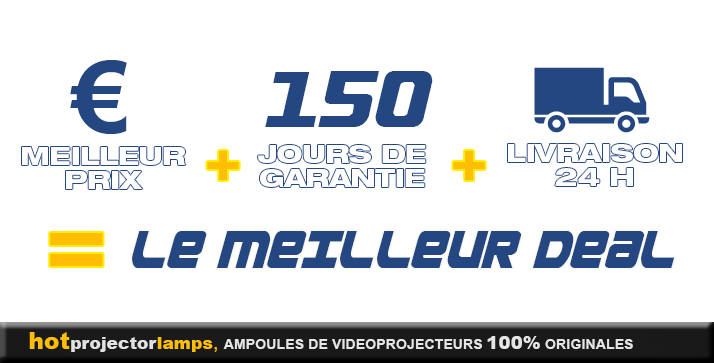 €
MEILLEUR
PRIX
+
150
JOURS DE
GARANTIE
+
LIVRAISON
24 H
= LE MEILLEUR DEAL
hotprojectorlamps, AMPOULES DE VIDEOPROJECTEURS 100% ORIGINALES